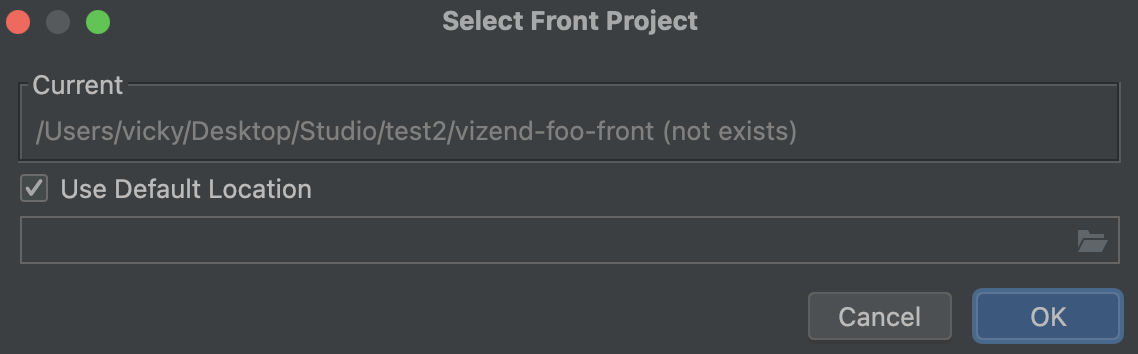 Select Front Project
Current
/Users/vicky/Desktop/Studio/test2/vizend-foo-front (not exists)
Use Default Location
Cancel
OK